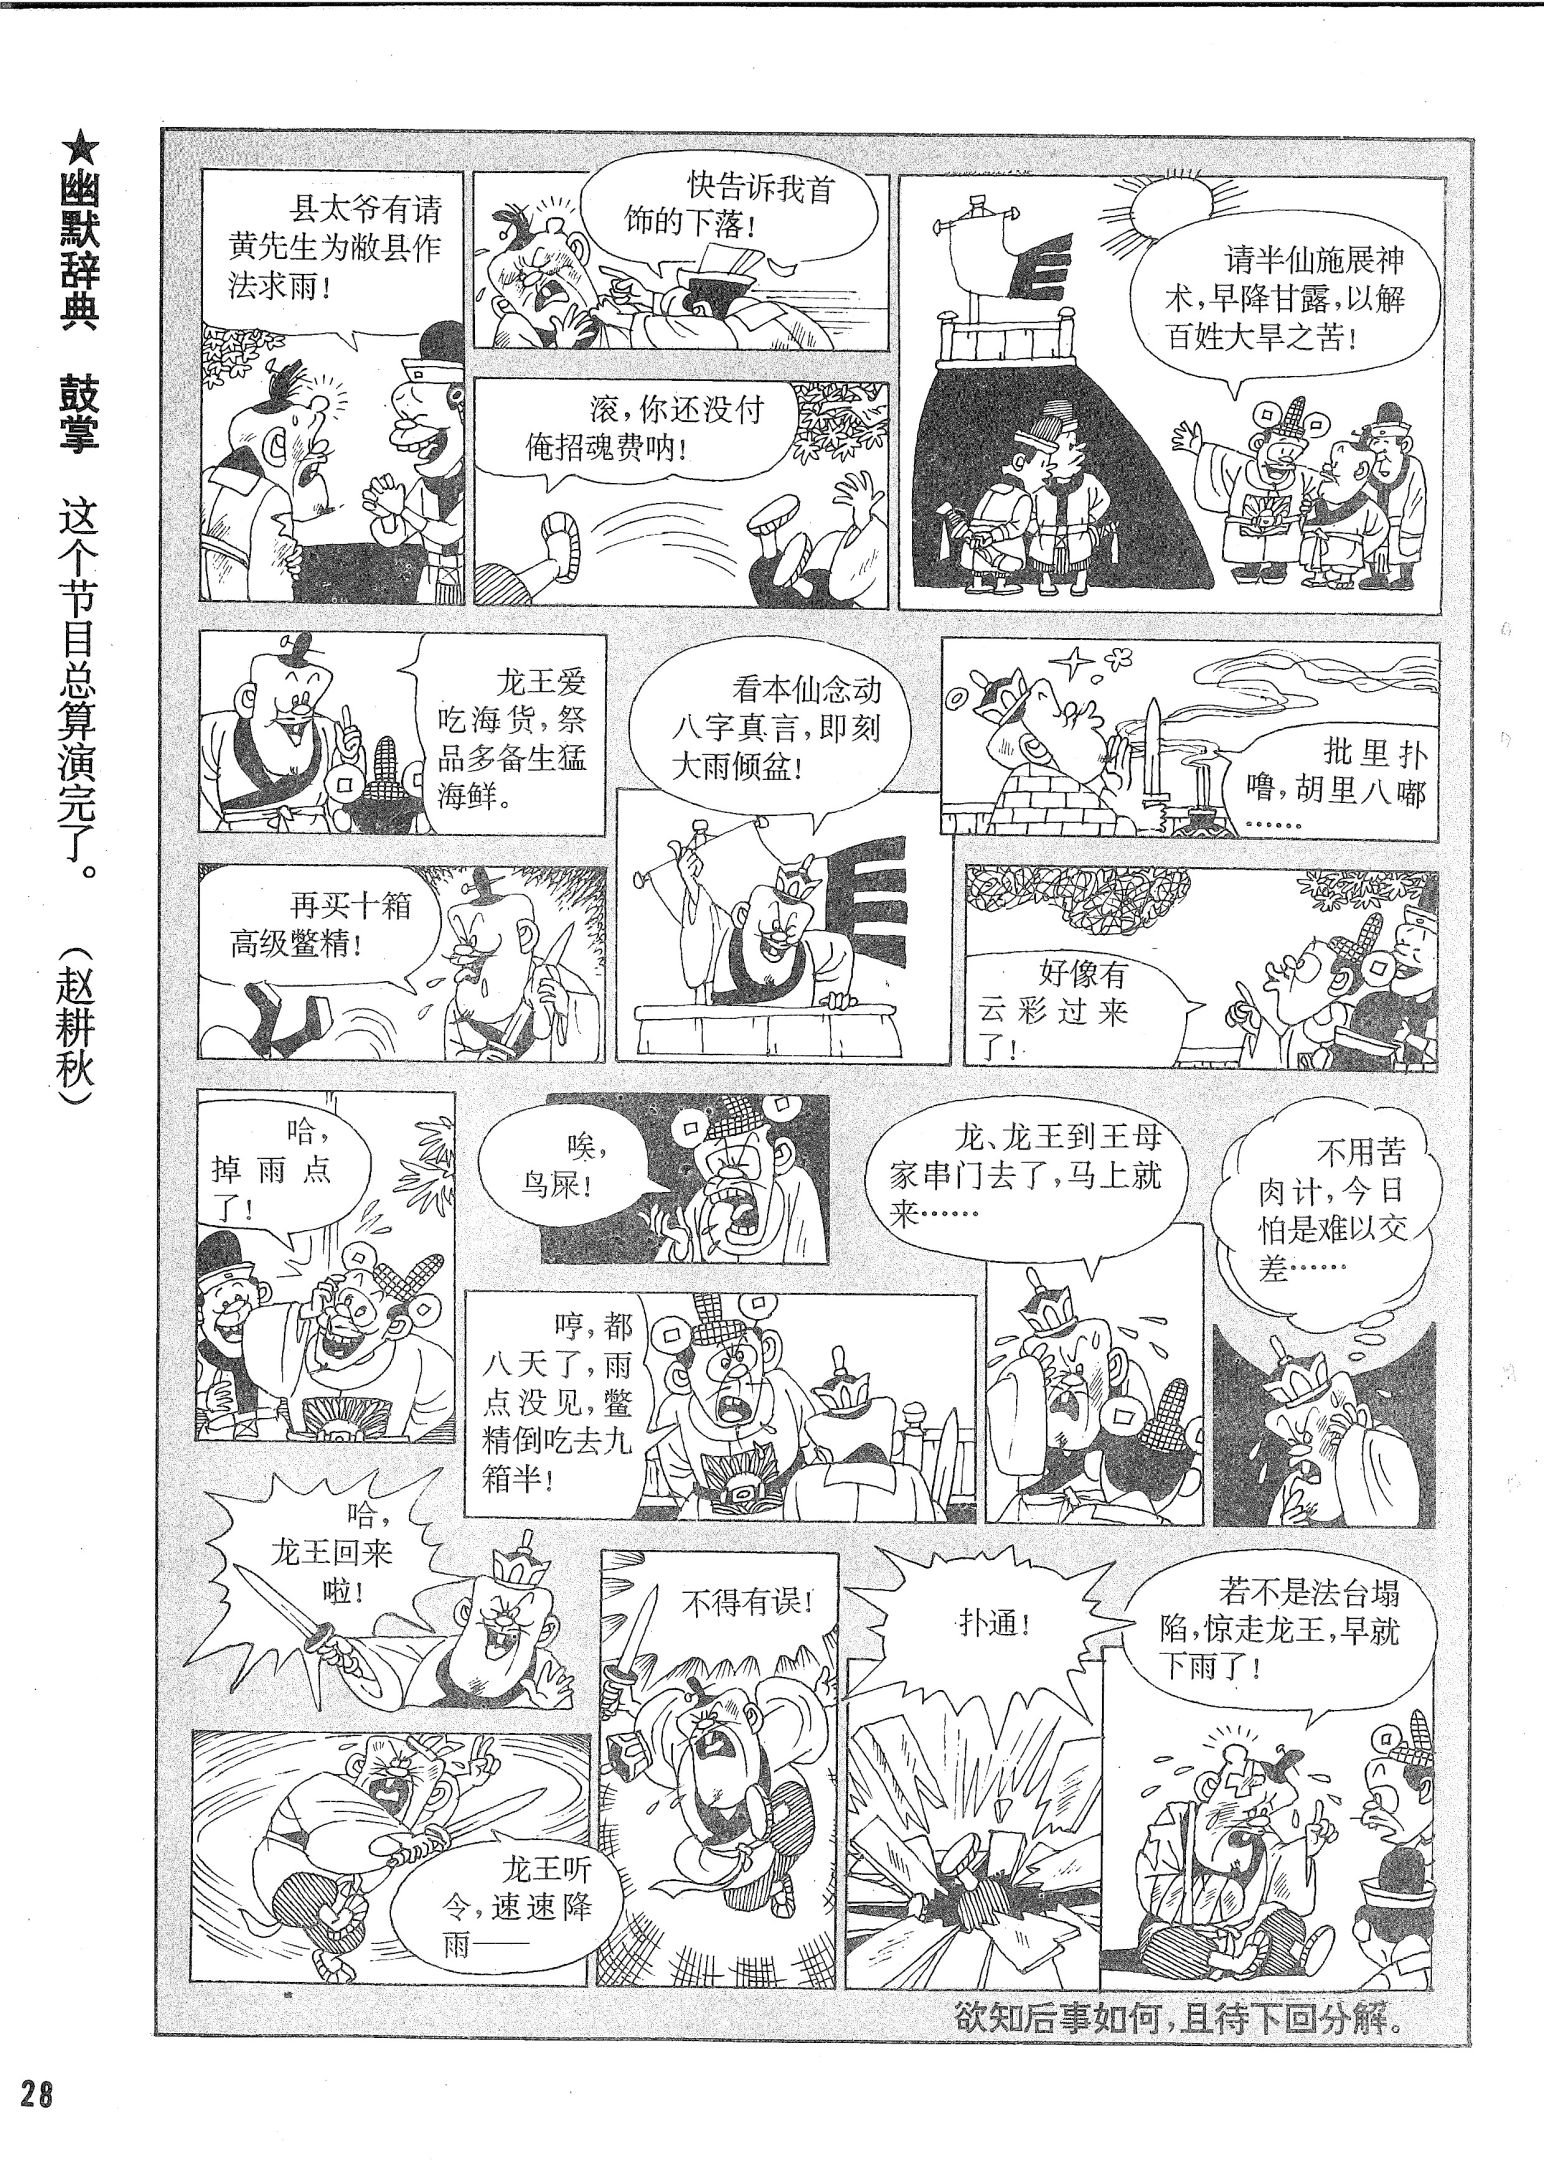 ★幽默辞典　鼓掌　这个节目总算演完了。　（赵耕秋）
县太爷有请
黄先生为敝县作
法求雨！
快告诉我首
饰的下落！
滚，你还没付
俺招魂费呐！
请半仙施展神
术，早降甘露，以解
百姓大旱之苦！
龙王爱
吃海货，祭
品多备生猛
海鲜。
再买十箱
高级鳖精！
看本仙念动
八字真言，即刻
大雨倾盆！
批里扑
噜，胡里八嘟
……
好像有
云彩过来
了！
哈，
掉雨点
了！
唉，
鸟屎！
哼，都
八天了，雨
点没见，鳖
精倒吃去九
箱半！
龙、龙王到王母
家串门去了，马上就
来……
不用苦
肉计，今日
怕是难以交
差……
哈，
龙王回来
啦！
龙王听
令，速速降
雨——
不得有误！
扑通！
若不是法台塌
陷，惊走龙王，早就
下雨了！
欲知后事如何，且待下回分解。
28